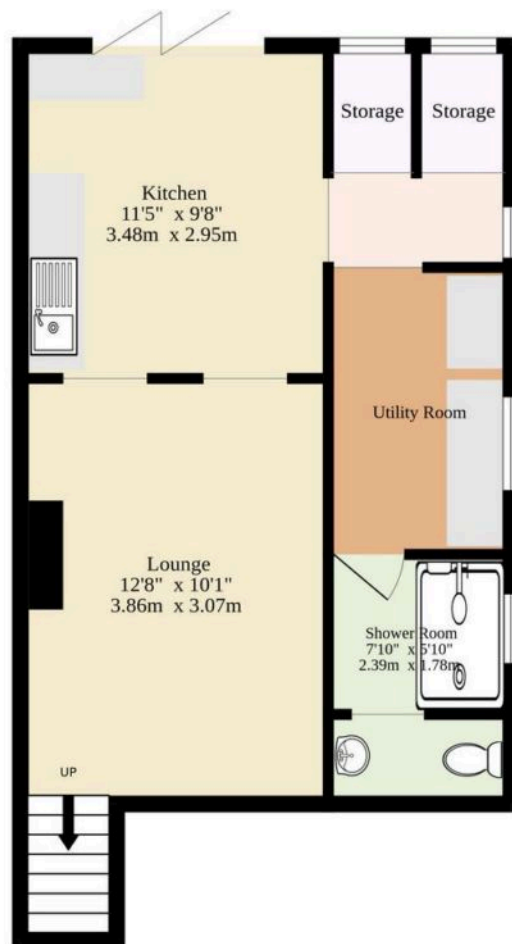 Storage
Storage
Kitchen
11'5" x 9'8"
3.48m x 2.95m
Utility Room
Lounge
12'8" x 10'1"
3.86m x 3.07m
Shower Room
7'10" x 5'10"
2.39m x 1.78m
UP